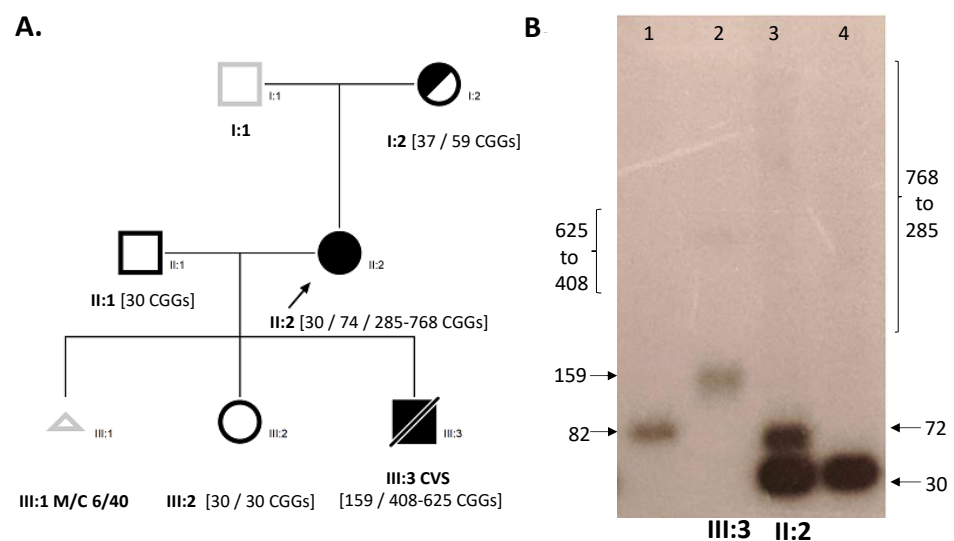 A.
I:1
I:2
I:1
I:2 [37 / 59 CGGs]
II:1
II:2
II:1 [30 CGGs]
II:2 [30 / 74 / 285-768 CGGs]
III:1
III:2
III:3
III:1 M/C 6/40
III:2 [30 / 30 CGGs]
III:3 CVS
[159 / 408-625 CGGs]
B
1 2 3 4
625
to
408
768
to
285
159
82
72
30
III:3 II:2